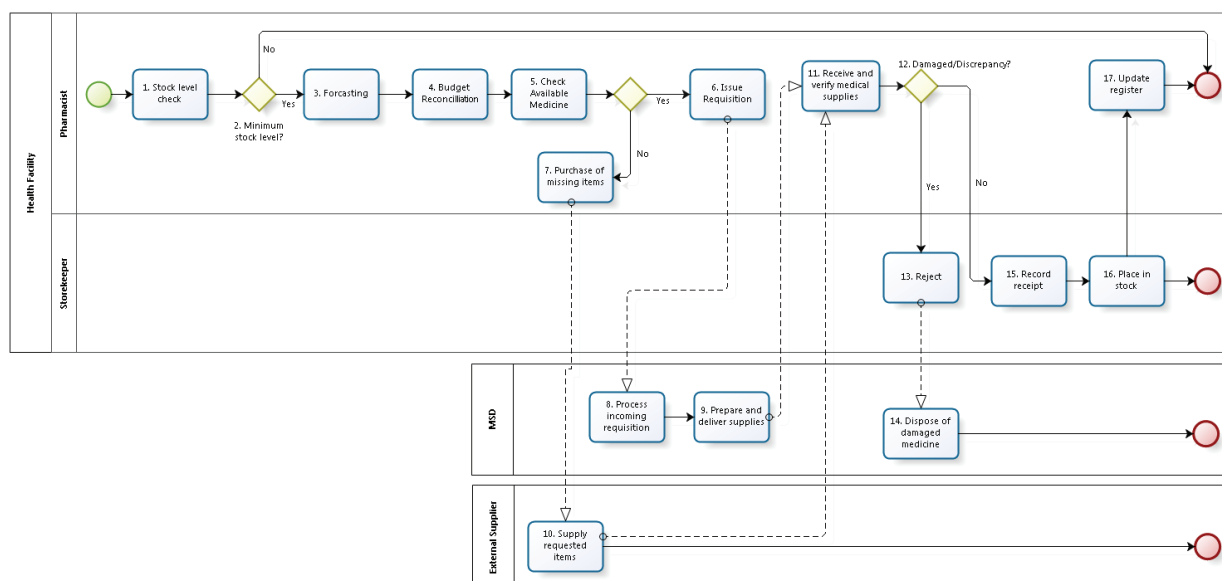 Health Facility
Pharmacist
1. Stock level
check
No
Yes
2. Minimum
stock level?
3. Forcasting
4. Budget
Reconcilliation
5. Check
Available
Medicine
Yes
No
6. Issue
Requisition
7. Purchase of
missing items
11. Receive and
verify medical
supplies
12. Damaged/Discrepancy?
Yes
No
17. Update
register
Storekeeper
13. Reject
15. Record
receipt
16. Place in
stock
MSD
8. Process
incoming
requisition
9. Prepare and
deliver supplies
14. Dispose of
damaged
medicine
External Supplier
10. Supply
requested
items